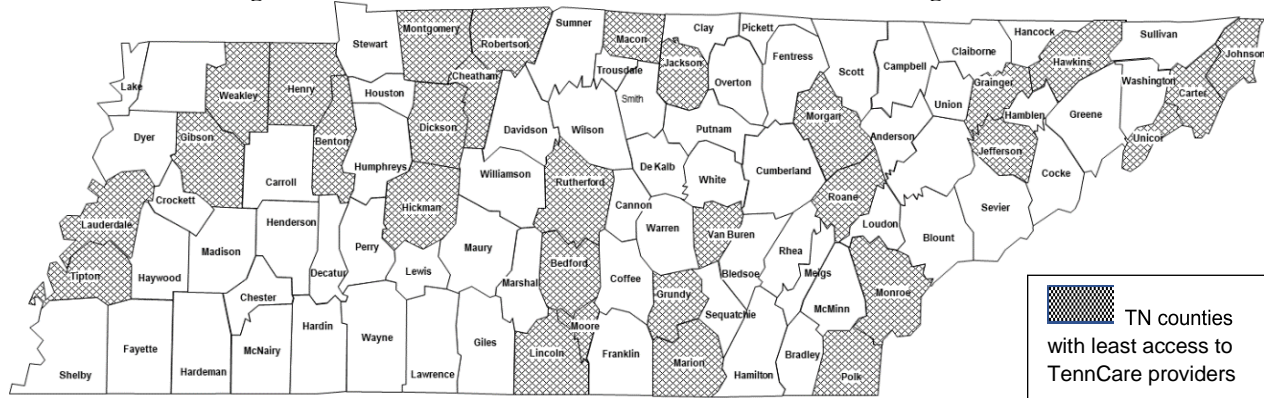 Sumner
Clay
Pickett
Hancock
Sullivan
Montgomery
Robertson
Macon
Stewart
Jackson
Fentress
Claiborne
Hawkins
Johnson
Scott
Campbell
Cheatham
Trousdale
Overton
Washington
Lake
Weakley
Henry
Houston
Grainger
Carter
Smith
Union
Hamblen
Greene
Morgan
Dyer
Gibson
Benton
Dickson
Davidson
Wilson
Putnam
Anderson
Unicoi
Jefferson
Humphreys
De Kalb
Carroll
Williamson
Rutherford
White
Cumberland
Cocke
Crockett
Hickman
Cannon
Roane
Sevier
Lauderdale
Henderson
Warren
Van Buren
Loudon
Blount
Madison
Perry
Maury
Rhea
Tipton
Haywood
Decatur
Lewis
Marshall
Bedford
Coffee
Bledsoe
Meigs
Monroe
Chester
Grundy
McMinn
Sequatchie
Hardin
Moore
Wayne
Giles
Fayette
McNairy
Lincoln
Franklin
Marion
Bradley
Shelby
Hardeman
Lawrence
Hamilton
Polk
TN counties
with least access to
TennCare providers